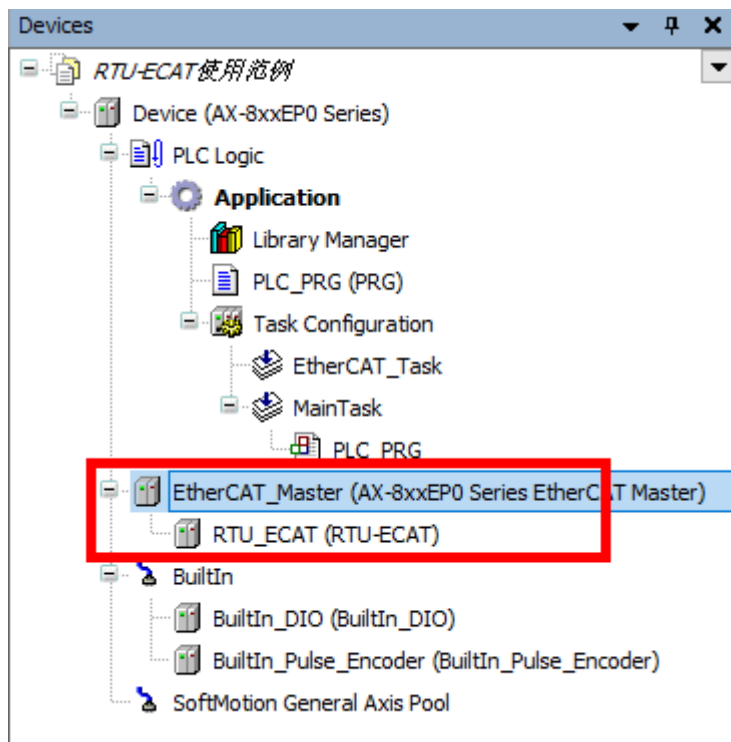 Devices
RTU-ECAT使用范例
Device (AX-8xxEP0 Series)
PLC Logic
Application
Library Manager
PLC_PRG (PRG)
Task Configuration
EtherCAT_Task
MainTask
PLC_PRG
EtherCAT_Master (AX-8xxEP0 Series EtherCAT Master)
RTU_ECAT (RTU-ECAT)
BuiltIn
BuiltIn_DIO (BuiltIn_DIO)
BuiltIn_Pulse_Encoder (BuiltIn_Pulse_Encoder)
SoftMotion General Axis Pool